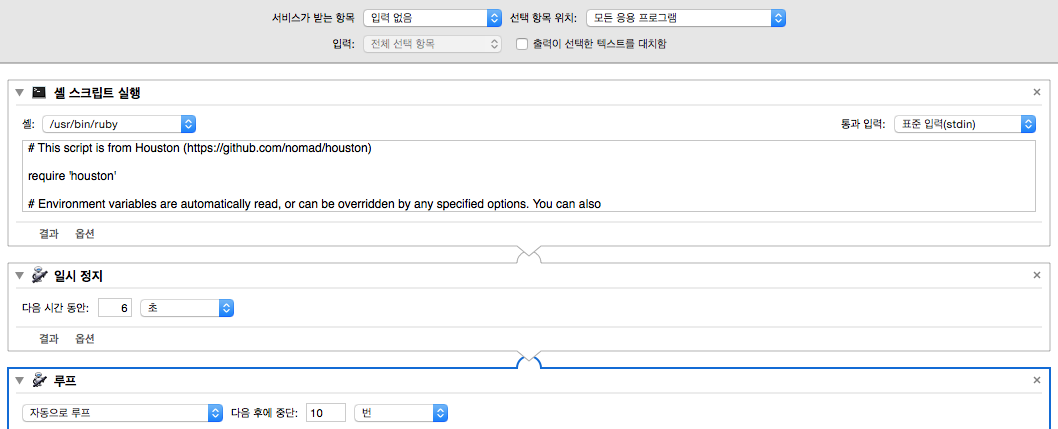 서비스가 받는 항목 입력 없음 선택 항목 위치: 모든 응용 프로그램
입력: 전체 선택 항목 출력이 선택한 텍스트를 대치함
셸 스크립트 실행
셸: /usr/bin/ruby 통과 입력: 표준 입력(stdin)
# This script is from Houston (https://github.com/nomad/houston)
require 'houston'
# Environment variables are automatically read, or can be overridden by any specified options. You can also
결과 옵션
일시 정지
다음 시간 동안: 6 초
결과 옵션
루프
자동으로 루프 다음 후에 중단: 10 번